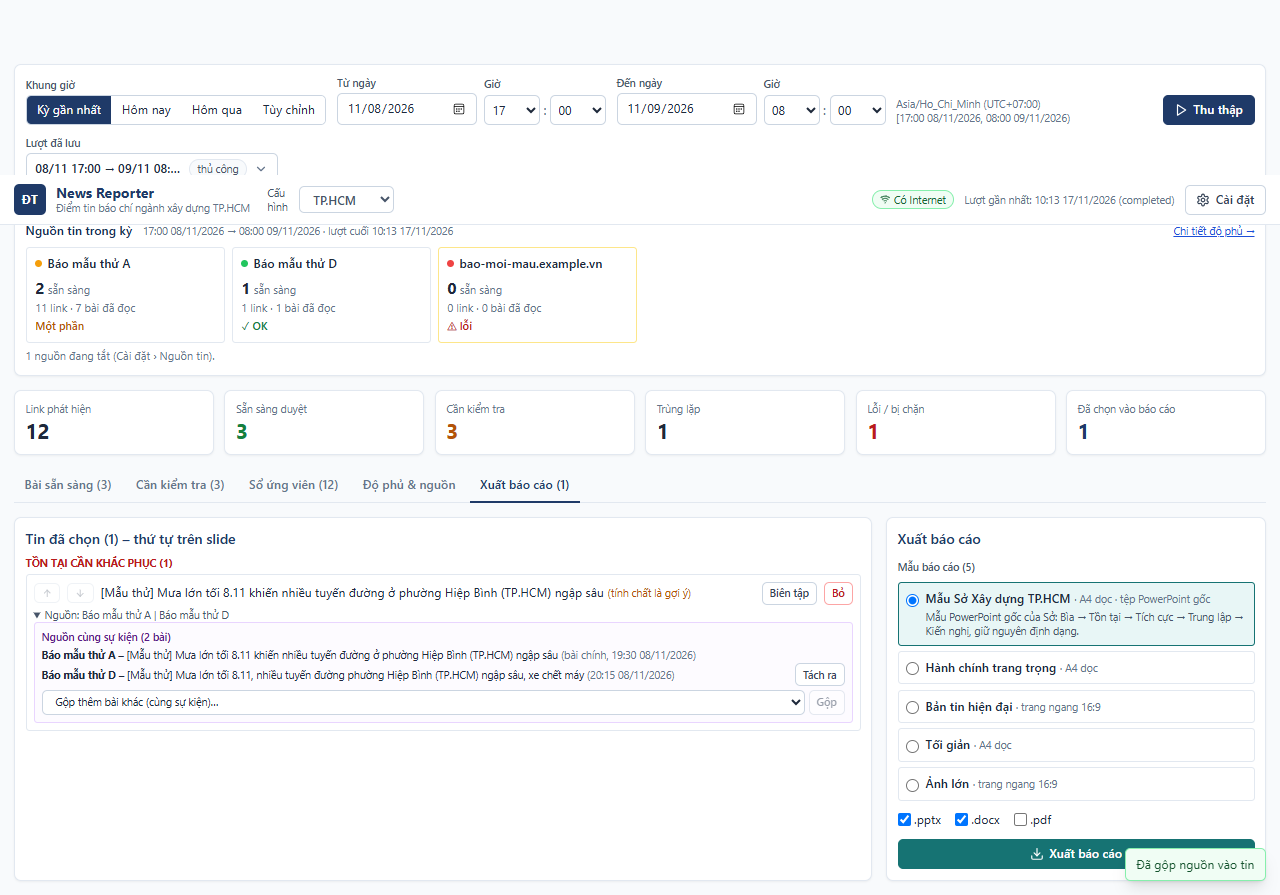 Khung giờ
Kỳ gần nhất Hôm nay Hôm qua Tùy chỉnh
Từ ngày
11/08/2026
Giờ
17 : 00
Đến ngày
11/09/2026
Giờ
08 : 00
Asia/Ho_Chi_Minh (UTC+07:00)
[17:00 08/11/2026, 08:00 09/11/2026)
Thu thập
Lượt đã lưu
08/11 17:00 → 09/11 08:... thủ công
ĐT
News Reporter
Điểm tin báo chí ngành xây dựng TP.HCM
Cấu hình
TP.HCM
Có Internet
Lượt gần nhất: 10:13 17/11/2026 (completed)
Cài đặt
Nguồn tin trong kỳ 17:00 08/11/2026 → 08:00 09/11/2026 · lượt cuối 10:13 17/11/2026
Chi tiết độ phủ →
Báo mẫu thử A
2 sẵn sàng
11 link · 7 bài đã đọc
Một phần
Báo mẫu thử D
1 sẵn sàng
1 link · 1 bài đã đọc
✓ OK
bao-moi-mau.example.vn
0 sẵn sàng
0 link · 0 bài đã đọc
⚠ lỗi
1 nguồn đang tắt (Cài đặt › Nguồn tin).
Link phát hiện
12
Sẵn sàng duyệt
3
Cần kiểm tra
3
Trùng lặp
1
Lỗi / bị chặn
1
Đã chọn vào báo cáo
1
Bài sẵn sàng (3) Cần kiểm tra (3) Sổ ứng viên (12) Độ phủ & nguồn Xuất báo cáo (1)
Tin đã chọn (1) – thứ tự trên slide
TỒN TẠI CẦN KHẮC PHỤC (1)
↑ ↓ [Mẫu thử] Mưa lớn tối 8.11 khiến nhiều tuyến đường ở phường Hiệp Bình (TP.HCM) ngập sâu (tính chất là gợi ý) Biên tập Bỏ
▼ Nguồn: Báo mẫu thử A | Báo mẫu thử D
Nguồn cùng sự kiện (2 bài)
Báo mẫu thử A – [Mẫu thử] Mưa lớn tối 8.11 khiến nhiều tuyến đường ở phường Hiệp Bình (TP.HCM) ngập sâu (bài chính, 19:30 08/11/2026)
Báo mẫu thử D – [Mẫu thử] Mưa lớn tối 8.11, nhiều tuyến đường phường Hiệp Bình (TP.HCM) ngập sâu, xe chết máy (20:15 08/11/2026) Tách ra
Gộp thêm bài khác (cùng sự kiện)... Gộp
Xuất báo cáo
Mẫu báo cáo (5)
Mẫu Sở Xây dựng TP.HCM · A4 dọc · tệp PowerPoint gốc
Mẫu PowerPoint gốc của Sở: Bìa → Tồn tại → Tích cực → Trung lập →
Kiến nghị, giữ nguyên định dạng.
Hành chính trang trọng · A4 dọc
Bản tin hiện đại · trang ngang 16:9
Tối giản · A4 dọc
Ảnh lớn · trang ngang 16:9
.pptx .docx .pdf
Xuất báo cáo
Đã gộp nguồn vào tin